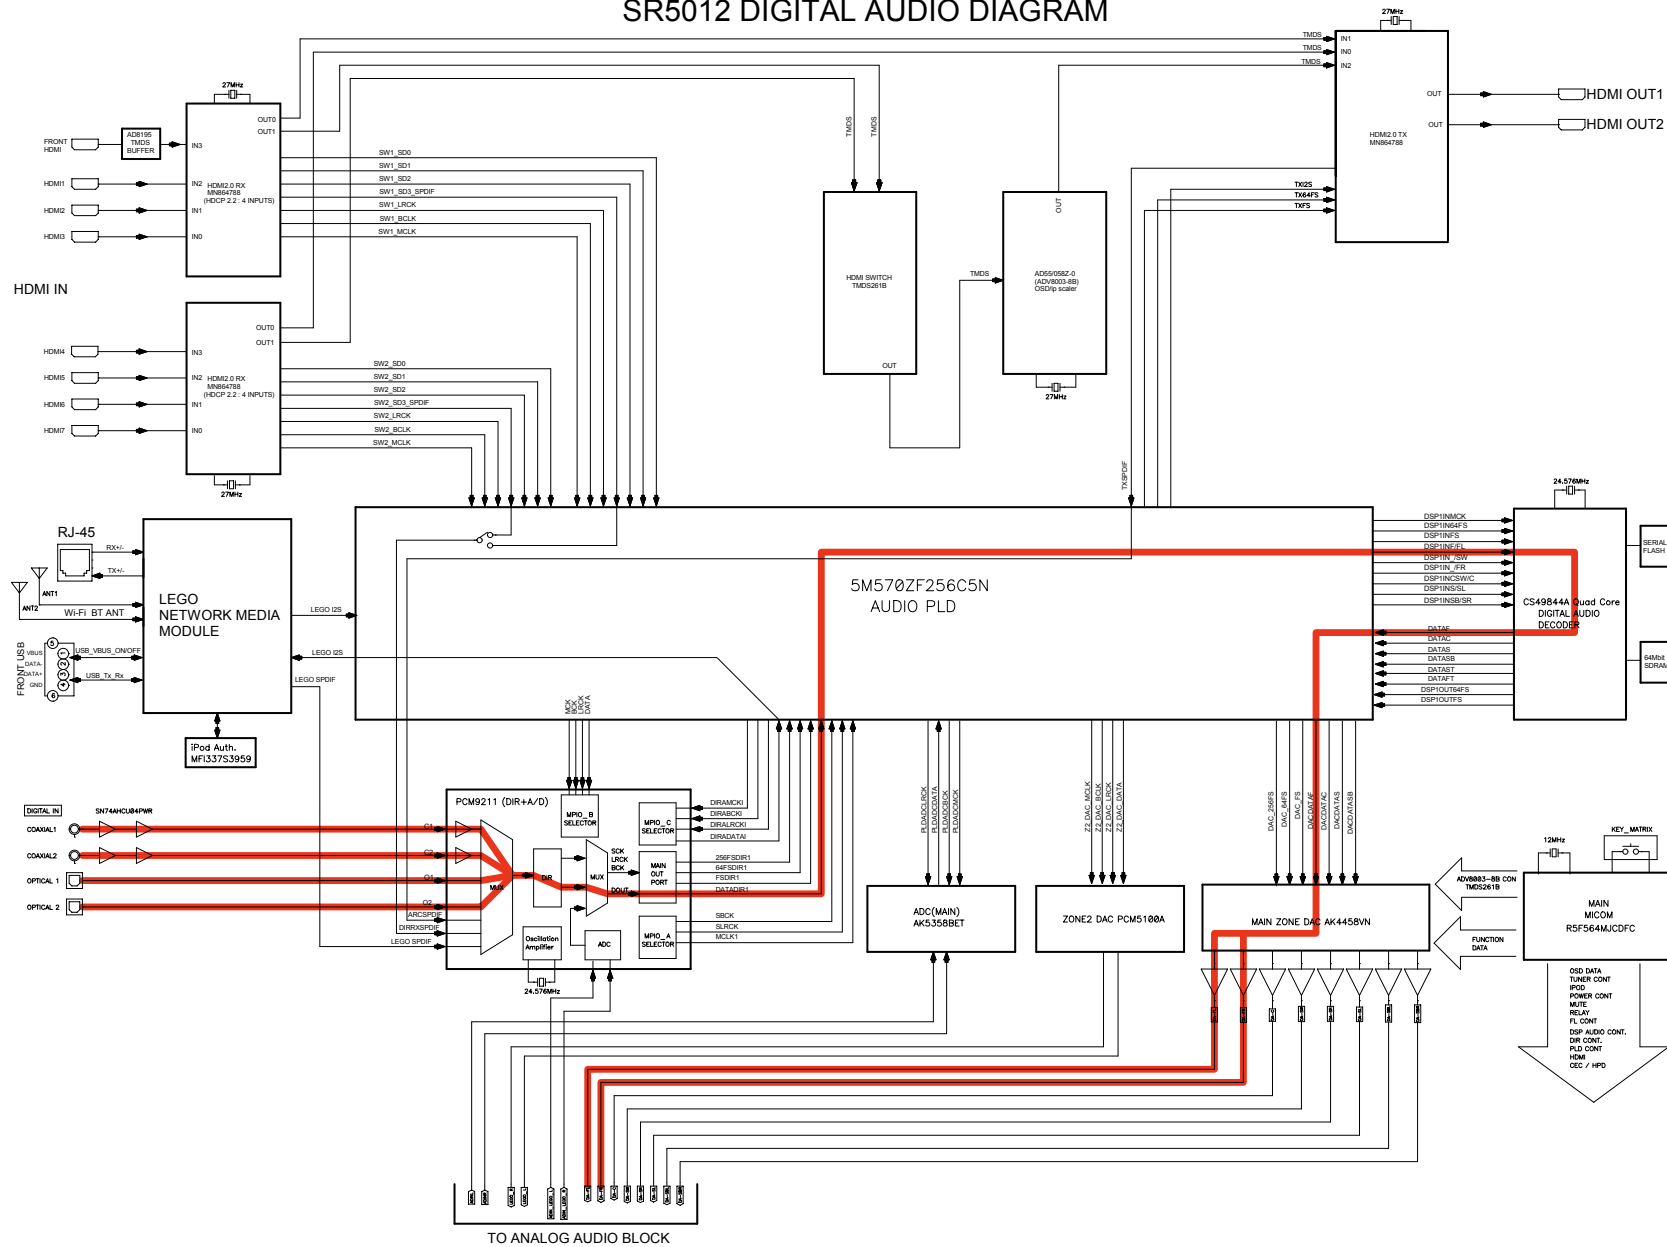 SR5012 DIGITAL AUDIO DIAGRAM
27MHz
TMDS
TMDS
TMDS
IN1
IN0
IN2
OUT
OUT
HDMI2.0 TX
MN864788
HDMI OUT1
HDMI OUT2
TXI2S
TX64FS
TXFS
27MHz
FRONT
HDMI
AD8195
TMDS
BUFFER
HDMI1
HDMI2
HDMI3
IN3
IN2
IN1
IN0
HDMI2.0 RX
MN864788
(HDCP 2.2 : 4 INPUTS)
OUT0
OUT1
SW1_SD0
SW1_SD1
SW1_SD2
SW1_SD3_SPDIF
SW1_LRCK
SW1_BCLK
SW1_MCLK
TMDS
TMDS
HDMI SWITCH
TMDS261B
OUT
TMDS
OUT
AD55/058Z-0
(ADV8003-8B)
OSD/ip scaler
27MHz
HDMI IN
HDMI4
HDMI5
HDMI6
HDMI7
IN3
IN2
IN1
IN0
HDMI2.0 RX
MN864788
(HDCP 2.2 : 4 INPUTS)
OUT0
OUT1
27MHz
SW2_SD0
SW2_SD1
SW2_SD2
SW2_SD3_SPDIF
SW2_LRCK
SW2_BCLK
SW2_MCLK
TXSPDIF
RJ-45
RX+/-
TX+/-
ANT1
ANT2
Wi-Fi BT ANT
FRONT USB
5
VBUS
1
DATA-
2
DATA+
3
GND
4
6
USB_VBUS_ON/OFF
USB_Tx_Rx
LEGO
NETWORK MEDIA
MODULE
LEGO I2S
LEGO I2S
LEGO SPDIF
iPod Auth.
MFI337S3959
5M570ZF256C5N
AUDIO PLD
24.576MHz
DSP1INMCK
DSP1IN64FS
DSP1INFS
DSP1INF/FL
DSP1IN_/SW
DSP1IN_/FR
DSP1INCSW/C
DSP1INS/SL
DSP1INSB/SR
CS49844A Quad Core
DIGITAL AUDIO
DECODER
DATAF
DATAC
DATAS
DATASB
DATAST
DATAFT
DSP1OUT64FS
DSP1OUTFS
SERIAL
FLASH
64Mbit
SDRAM
MCK
BCK
LRCK
DATA
DIGITAL IN
SN74AHCU04PWR
COAXIAL1
COAXIAL2
OPTICAL 1
OPTICAL 2
PCM9211 (DIR+A/D)
C1
C2
O1
O2
ARCSPDIF
DIRRXSPDIF
LEGO SPDIF
MUX
DIR
MUX
SCK
LRCK
BCK
DOUT
MPIO_B
SELECTOR
MPIO_C
SELECTOR
MAIN
OUT
PORT
MPIO_A
SELECTOR
Oscillation
Amplifier
ADC
24.576MHz
DIRAMCKI
DIRABCKI
DIRALRCKI
DIRADATAI
256FSDIR1
64FSDIR1
FSDIR1
DATADIR1
SBCK
SLRCK
MCLK1
PLDADCLRCK
PLDADCDATA
PLDADCBCK
PLDADCMCK
ADC(MAIN)
AK5358BET
Z2_DAC_MCLK
Z2_DAC_BCLK
Z2_DAC_LRCK
Z2_DAC_DATA
ZONE2 DAC PCM5100A
DAC_256FS
DAC_64FS
DAC_FS
DACDATAF
DACDATAC
DACDATAS
DACDATASB
MAIN ZONE DAC AK4458VN
12MHz
KEY_MATRIX
ADV8003-8B CON
TMDS261B
FUNCTION
DATA
MAIN
MICOM
R5F564MJCDFC
OSD DATA
TUNER CONT
IPOD
POWER CONT
MUTE
RELAY
FL CONT
DSP AUDIO CONT.
DIR CONT.
PLD CONT
HDMI
CEC / HPD
TO ANALOG AUDIO BLOCK